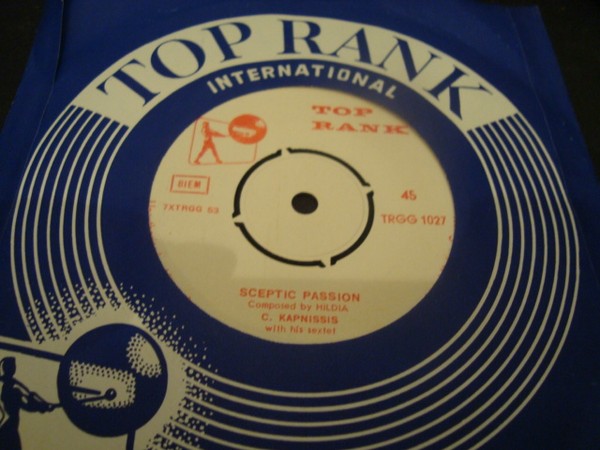 TOP RANK
INTERNATIONAL
TOP
RANK
BIEM
7XTRGG 53
45
TRGG 1027
SCEPTIC PASSION
Composed by HILDIA
C. KAPNISSIS
with his sextet